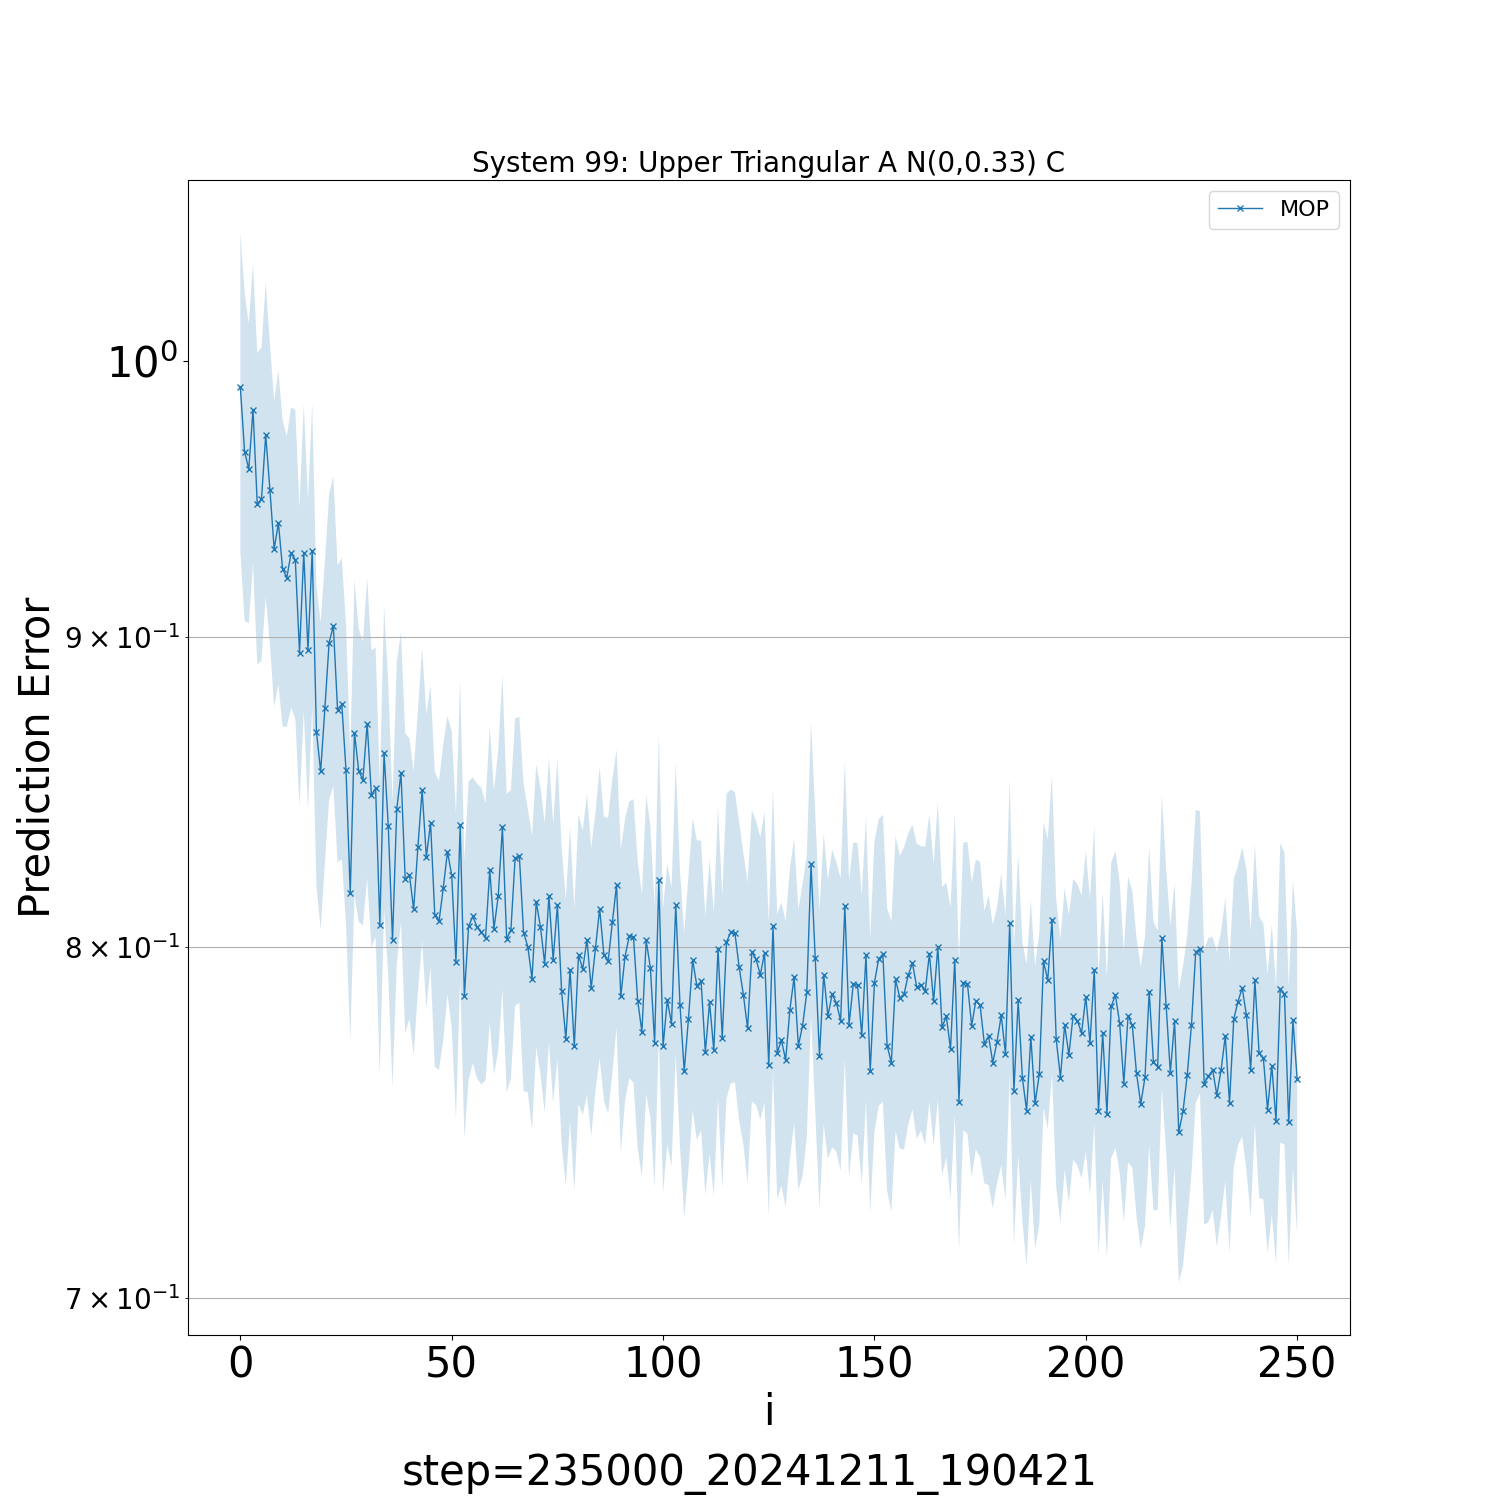 System 99: Upper Triangular A N(0,0.33) C
MOP
Prediction Error
10⁰
9 × 10⁻¹
8 × 10⁻¹
7 × 10⁻¹
0 50 100 150 200 250
i
step=235000_20241211_190421